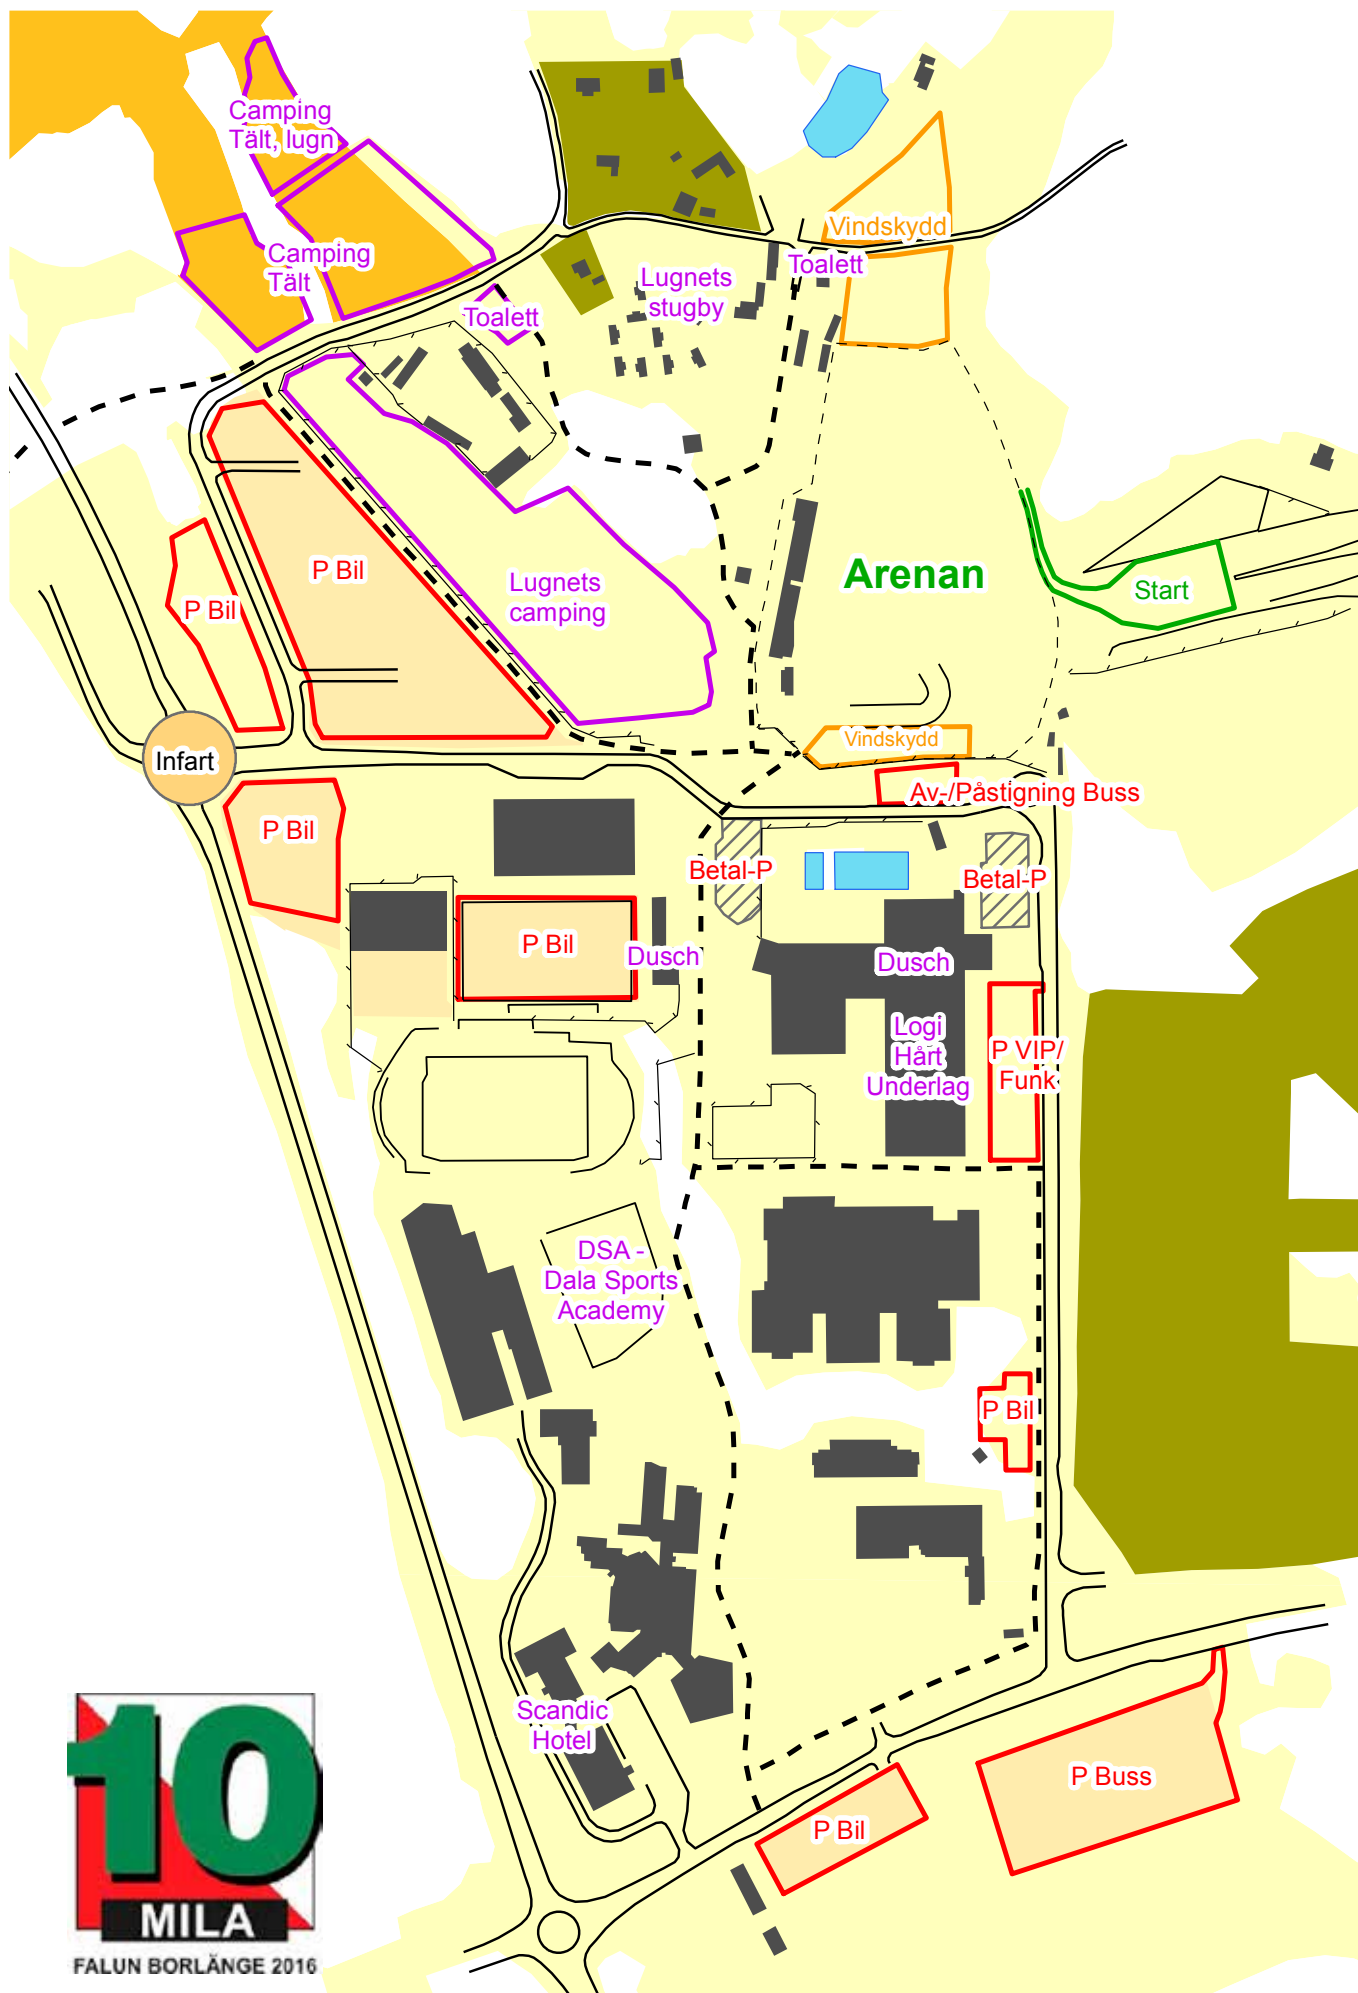 Camping
Tält, lugn
Vindskydd
Camping
Tält
Toalett
Lugnets
stugby
Toalett
P Bil
Lugnets
camping
Arenan
Start
P Bil
Vindskydd
Infart
Av-/Påstigning Buss
P Bil
Betal-P
Betal-P
P Bil
Dusch
Dusch
Logi
Hårt
Underlag
P VIP/
Funk
DSA -
Dala Sports
Academy
P Bil
Scandic
Hotel
P Buss
P Bil
10
MILA
FALUN BORLÄNGE 2016